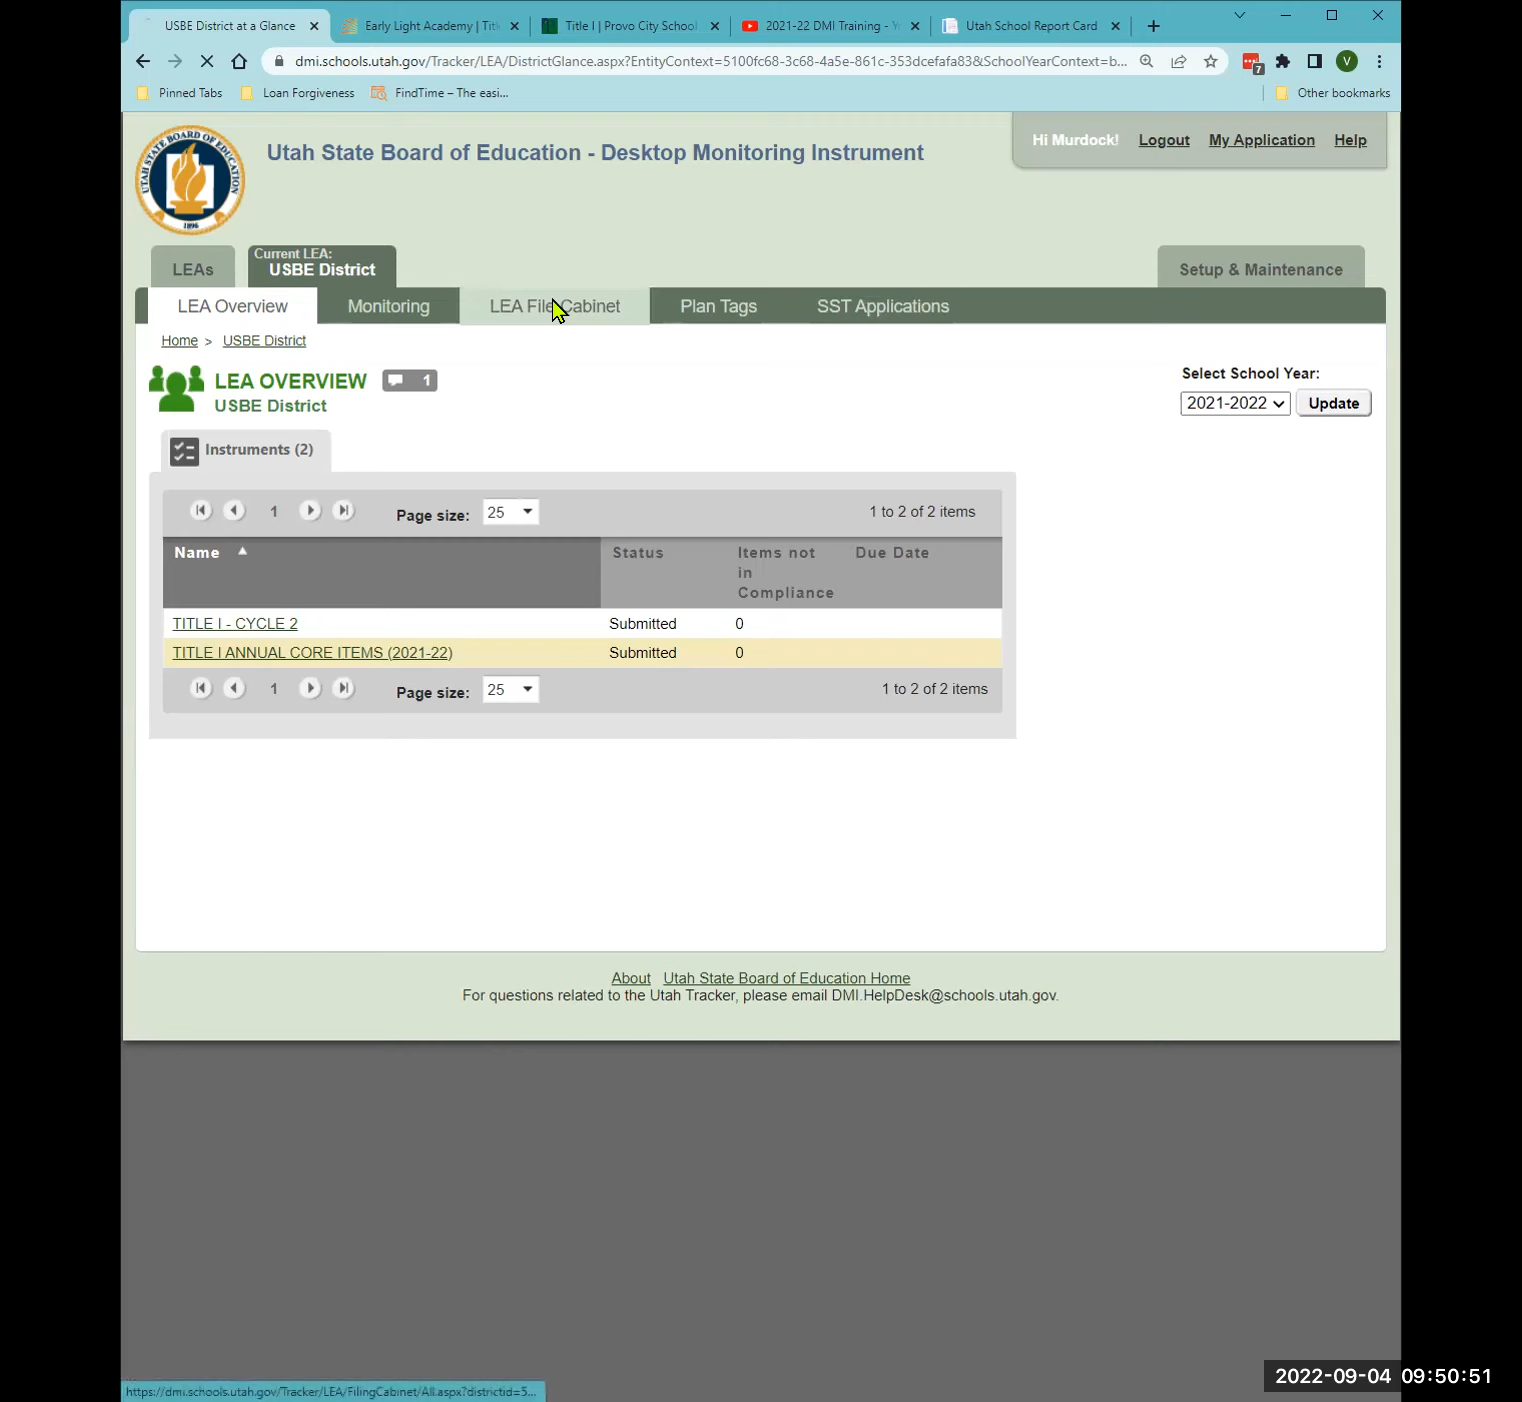 USBE District at a Glance
Early Light Academy | Titl
Title I | Provo City School
2021-22 DMI Training - Y
Utah School Report Card
dmi.schools.utah.gov/Tracker/LEA/DistrictGlance.aspx?EntityContext=5100fc68-3c68-4a5e-861c-353dcefafa83&SchoolYearContext=b...
7
V
Pinned Tabs
Loan Forgiveness
FindTime – The easi...
Other bookmarks
UTAH STATE BOARD OF EDUCATION
1896
Utah State Board of Education - Desktop Monitoring Instrument
Hi Murdock! Logout My Application Help
LEAs
Current LEA:
USBE District
Setup & Maintenance
LEA Overview Monitoring LEA File Cabinet Plan Tags SST Applications
Home > USBE District
LEA OVERVIEW 1
USBE District
Select School Year:
2021-2022 Update
Instruments (2)
1 Page size: 25 1 to 2 of 2 items
Name Status Items not in Compliance Due Date
TITLE I - CYCLE 2 Submitted 0
TITLE I ANNUAL CORE ITEMS (2021-22) Submitted 0
1 Page size: 25 1 to 2 of 2 items
About Utah State Board of Education Home
For questions related to the Utah Tracker, please email DMI.HelpDesk@schools.utah.gov.
https://dmi.schools.utah.gov/Tracker/LEA/FilingCabinet/All.aspx?districtid=5...
2022-09-04 09:50:51